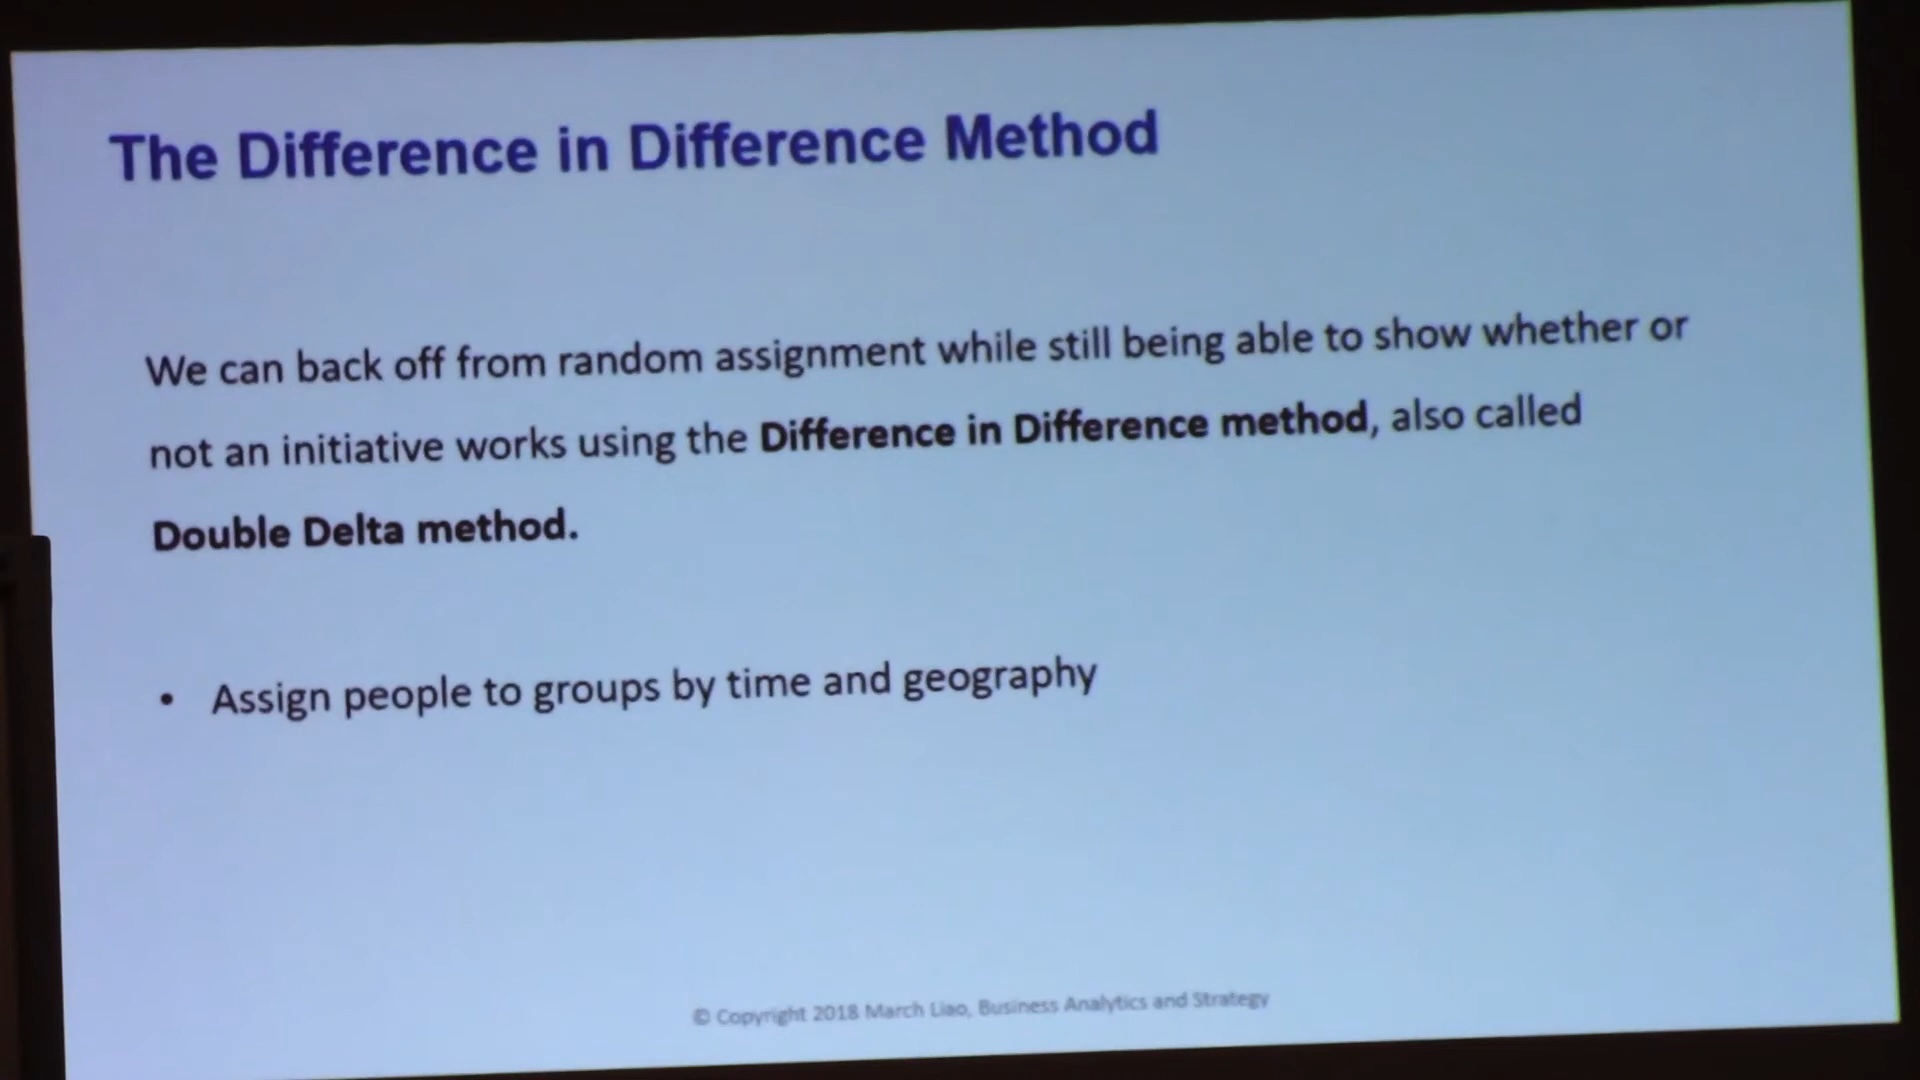 The Difference in Difference Method
We can back off from random assignment while still being able to show whether or
not an initiative works using the Difference in Difference method, also called
Double Delta method.
• Assign people to groups by time and geography
© Copyright 2018 March Liao, Business Analytics and Strategy